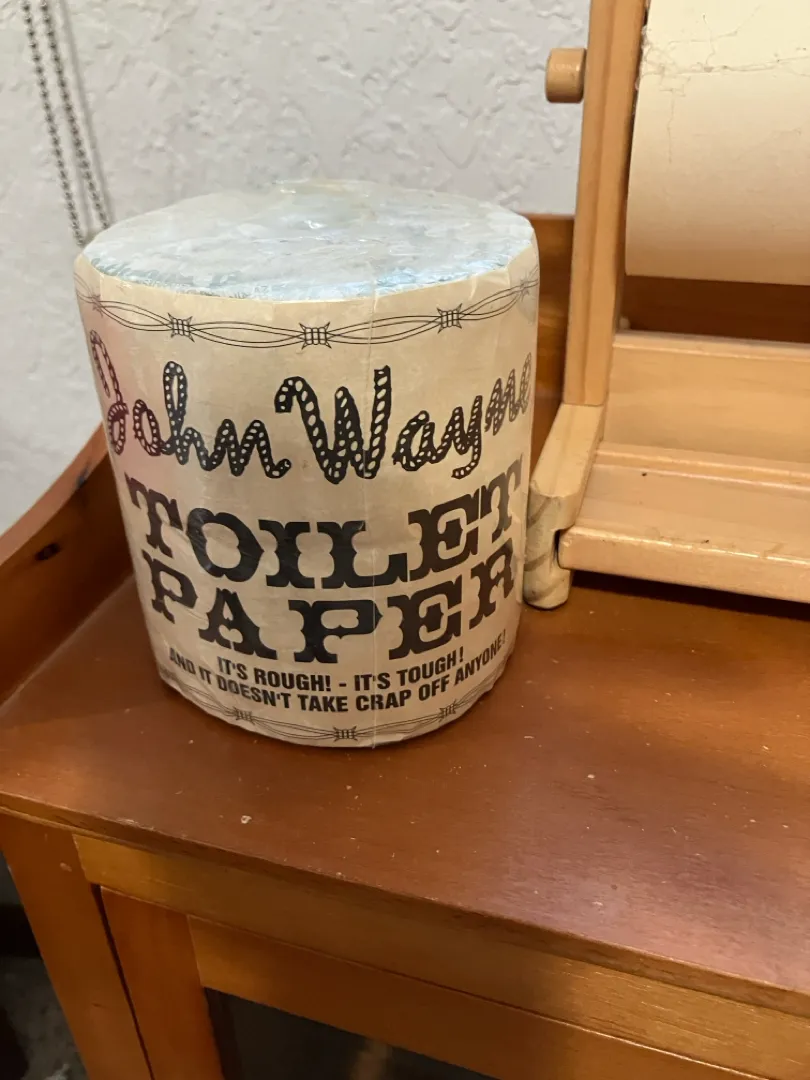 John Wayne
TOILET
PAPER
IT'S ROUGH! - IT'S TOUGH!
AND IT DOESN'T TAKE CRAP OFF ANYONE!